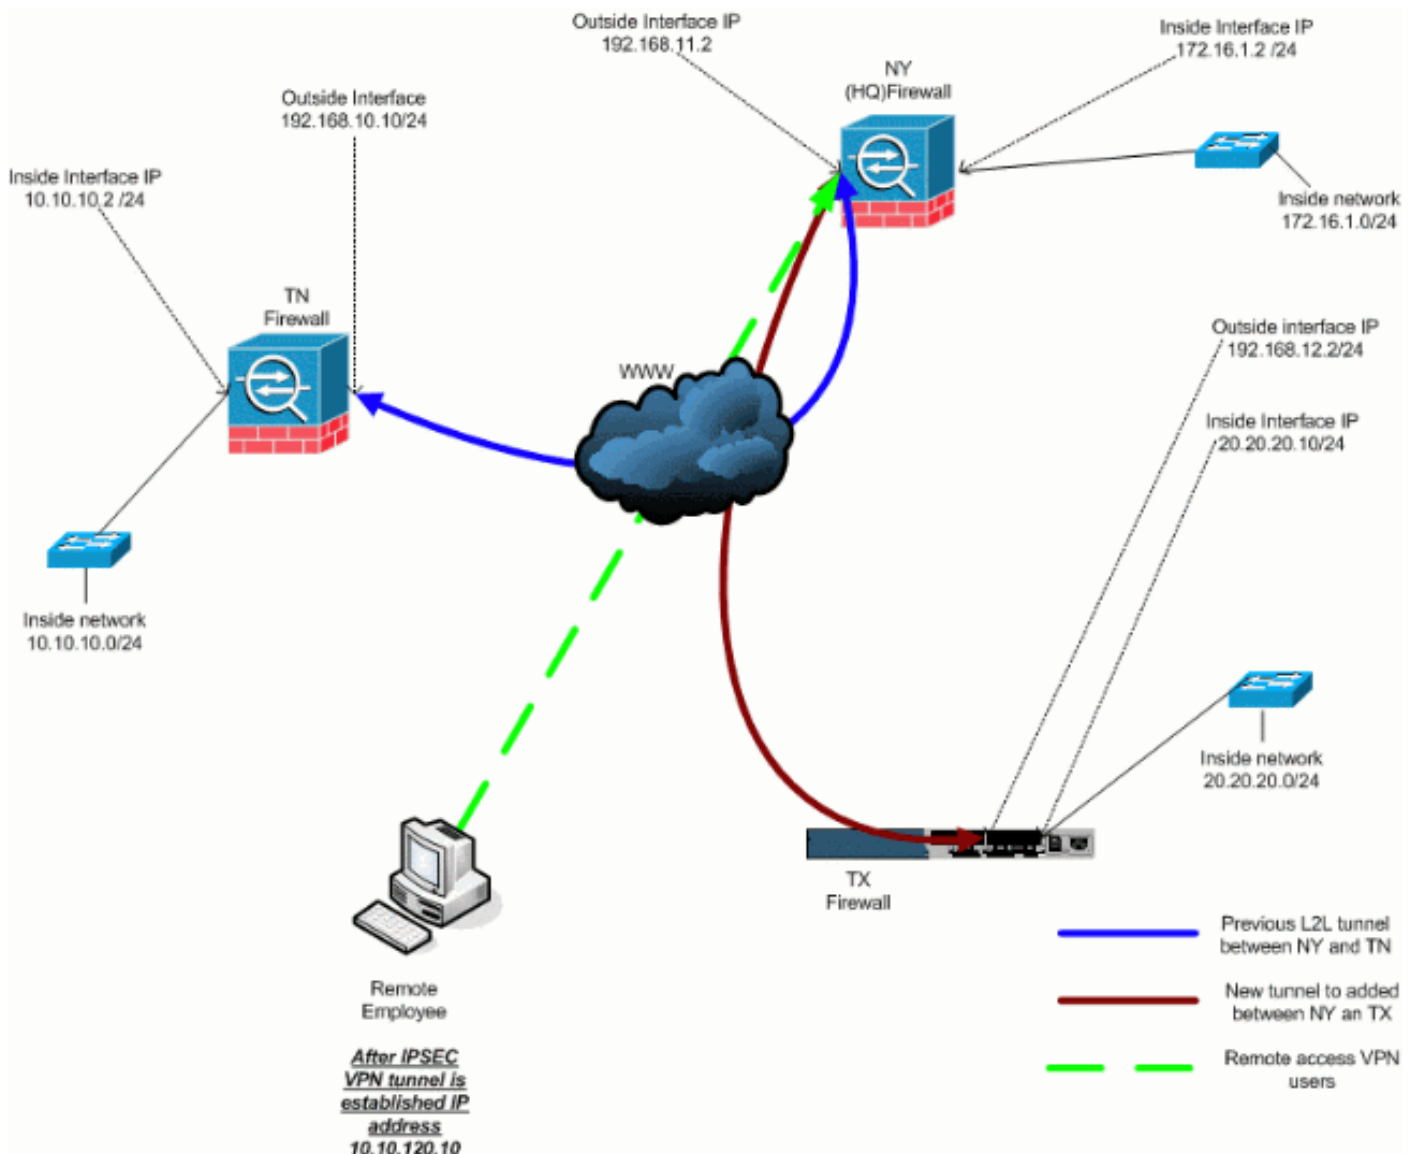 Outside Interface IP
192.168.11.2
Inside Interface IP
172.16.1.2 /24
NY
(HQ)Firewall
Outside Interface
192.168.10.10/24
Inside Interface IP
10.10.10.2 /24
Inside network
172.16.1.0/24
TN
Firewall
Outside interface IP
192.168.12.2/24
WWW
Inside Interface IP
20.20.20.10/24
Inside network
10.10.10.0/24
Inside network
20.20.20.0/24
TX
Firewall
Previous L2L tunnel
between NY and TN
Remote
Employee
New tunnel to added
between NY an TX
After IPSEC
VPN tunnel is
established IP
address
10.10.120.10
Remote access VPN
users